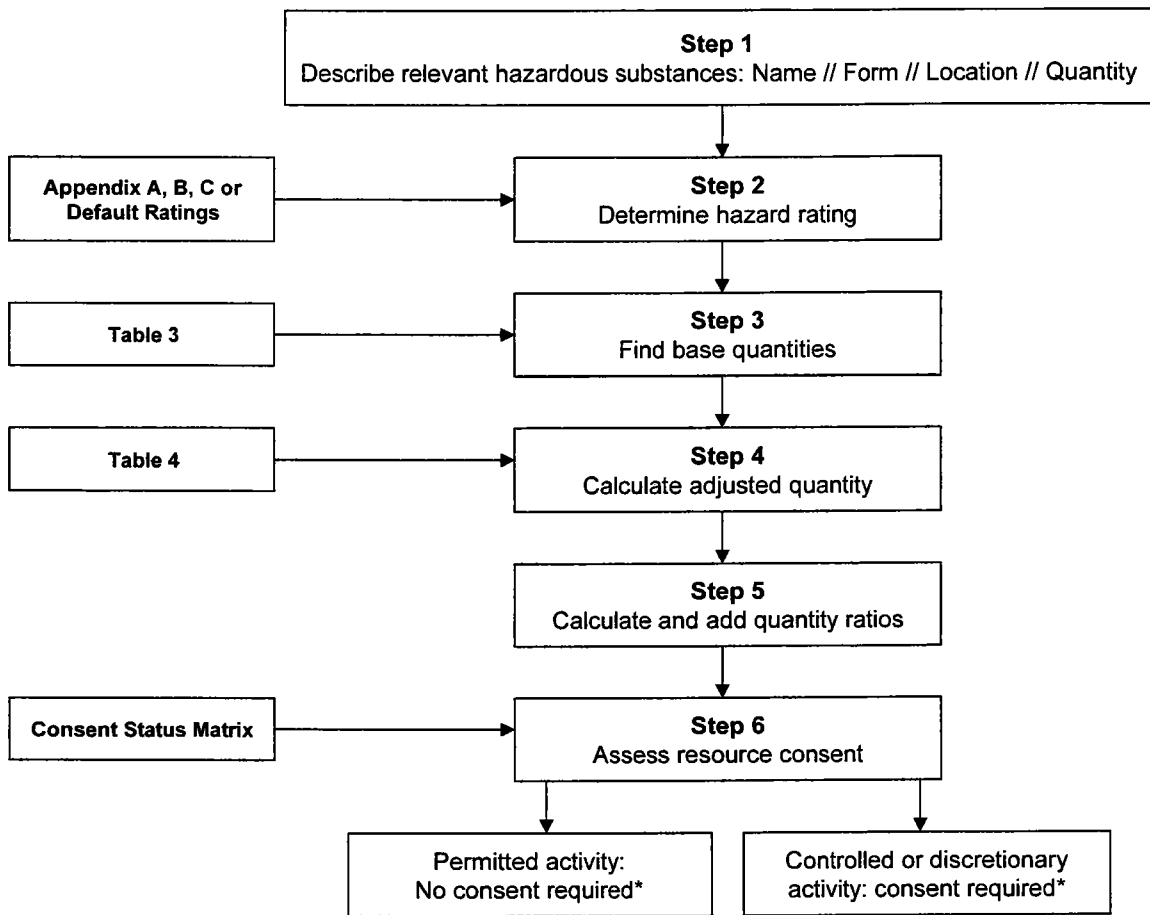 Step 1
Describe relevant hazardous substances: Name // Form // Location // Quantity
Appendix A, B, C or
Default Ratings
Step 2
Determine hazard rating
Table 3
Step 3
Find base quantities
Table 4
Step 4
Calculate adjusted quantity
Step 5
Calculate and add quantity ratios
Consent Status Matrix
Step 6
Assess resource consent
Permitted activity:
No consent required*
Controlled or discretionary
activity: consent required*